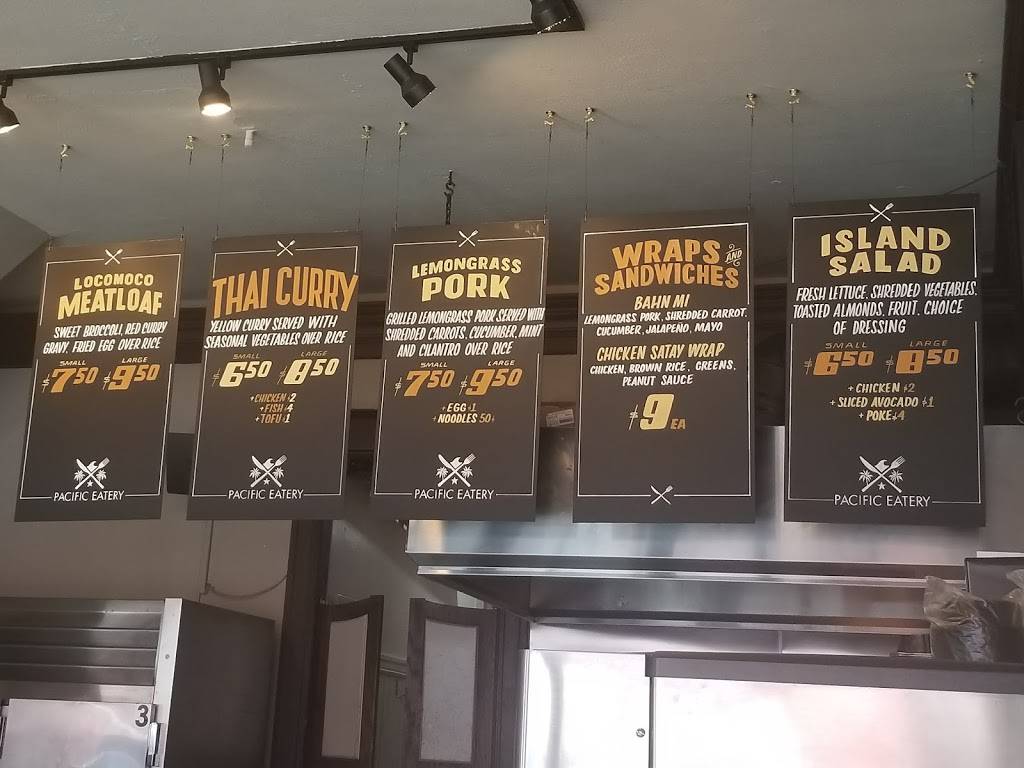 LOCOMOCO
MEATLOAF
SWEET BROCCOLI, RED CURRY
GRAVY, FRIED EGG OVER RICE
SMALL LARGE
$7.50 $9.50
PACIFIC EATERY
THAI CURRY
YELLOW CURRY SERVED WITH
SEASONAL VEGETABLES OVER RICE
SMALL LARGE
$6.50 $8.50
+CHICKEN $2
+FISH $4
+TOFU $1
PACIFIC EATERY
LEMONGRASS
PORK
GRILLED LEMONGRASS PORK SERVED WITH
SHREDDED CARROTS, CUCUMBER, MINT
AND CILANTRO OVER RICE
SMALL LARGE
$7.50 $9.50
+EGG $1
+NOODLES 50¢
PACIFIC EATERY
WRAPS AND
SANDWICHES
BAHN MI
LEMONGRASS PORK, SHREDDED CARROT,
CUCUMBER, JALAPEÑO, MAYO
CHICKEN SATAY WRAP
CHICKEN, BROWN RICE, GREENS,
PEANUT SAUCE
$9 EA
ISLAND
SALAD
FRESH LETTUCE, SHREDDED VEGETABLES,
TOASTED ALMONDS, FRUIT, CHOICE
OF DRESSING
SMALL LARGE
$6.50 $8.50
+ CHICKEN $2
+ SLICED AVOCADO $1
+ POKE $4
PACIFIC EATERY
3